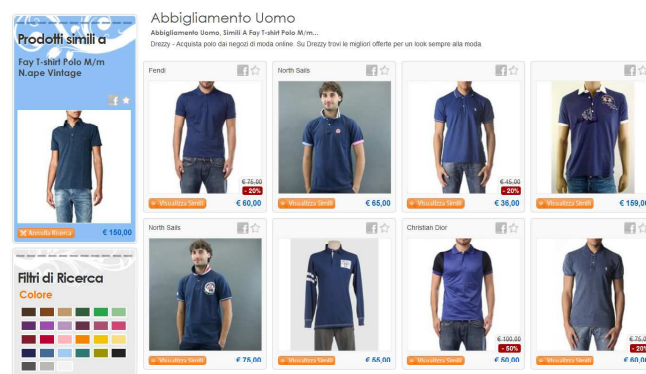 Prodotti simili a
Fay T-shirt Polo M/m
N.ape Vintage
Annulla Ricerca
€ 150,00
Filtri di Ricerca
Colore
Abbigliamento Uomo
Abbigliamento Uomo, Simili A Fay T-shirt Polo M/m...
Drezzy - Acquista polo dai negozi di moda online. Su Drezzy trovi le migliori offerte per un look sempre alla moda.
Fendi
€ 75,00
- 20%
Visualizza Simili
€ 60,00
North Sails
Visualizza Simili
€ 65,00
€ 45,00
- 20%
Visualizza Simili
€ 36,00
Visualizza Simili
€ 159,00
North Sails
Visualizza Simili
€ 75,00
Visualizza Simili
€ 55,00
Christian Dior
€ 100,00
- 50%
Visualizza Simili
€ 50,00
€ 75,0
- 20%
Visualizza Simili
€ 60,00